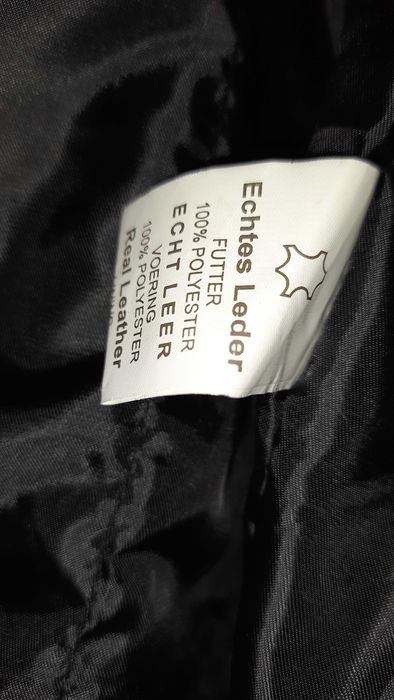 Echtes Leder
FUTTER
100% POLYESTER
ECHT LEER
VOERING
100% POLYESTER
Real Leather